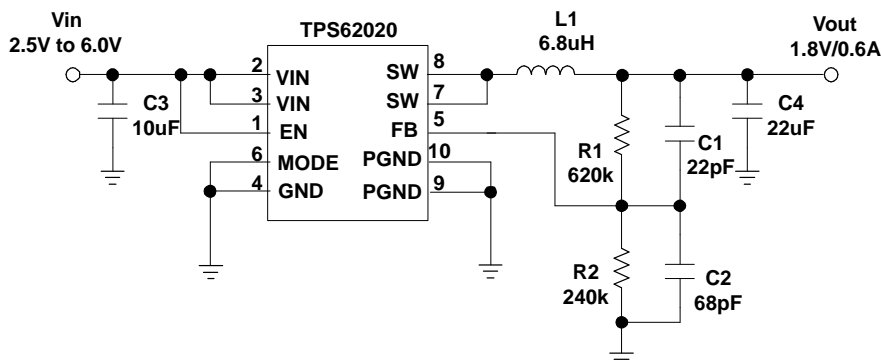 Vin
2.5V to 6.0V
TPS62020
L1
6.8uH
Vout
1.8V/0.6A
2
VIN
3
VIN
1
EN
6
MODE
4
GND
SW
8
SW
7
FB
5
PGND
10
PGND
9
C3
10uF
R1
620k
C1
22pF
C4
22uF
R2
240k
C2
68pF